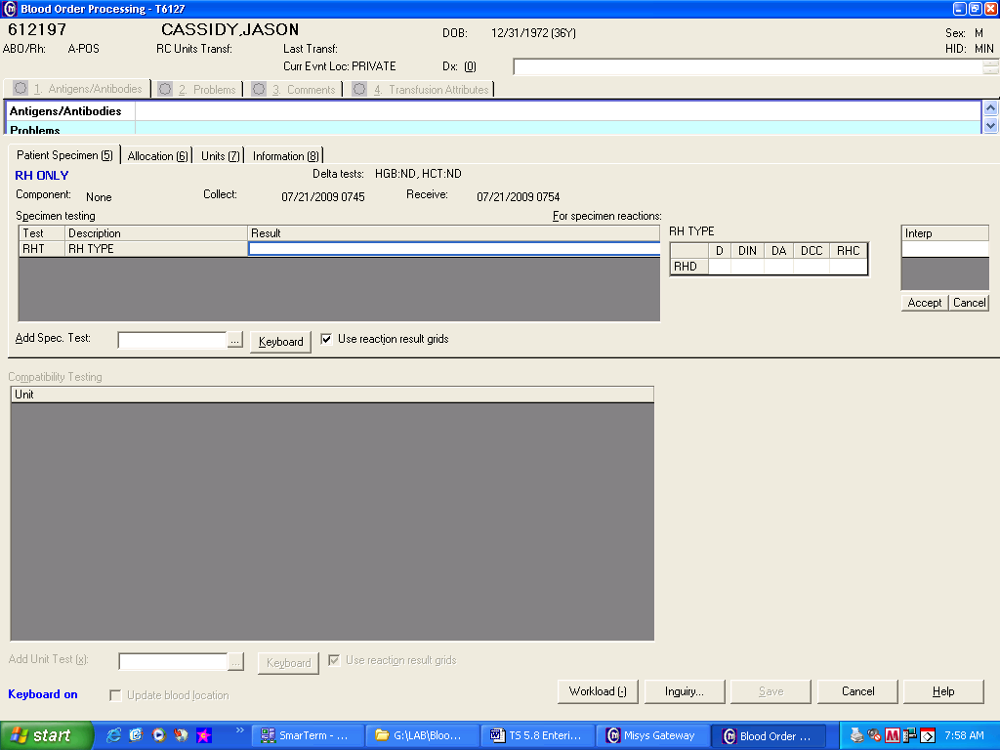 Blood Order Processing - T6127
612197 CASSIDY,JASON DOB: 12/31/1972 (36Y) Sex: M
ABO/Rh: A-POS RC Units Transf: Last Transf: HID: MIN
Curr Evnt Loc: PRIVATE Dx: (0)
1. Antigens/Antibodies 2. Problems 3. Comments 4. Transfusion Attributes
Antigens/Antibodies
Problems
Patient Specimen (5) Allocation (6) Units (7) Information (8)
RH ONLY Delta tests: HGB:ND, HCT:ND
Component: None Collect: 07/21/2009 0745 Receive: 07/21/2009 0754
Specimen testing For specimen reactions:
Test Description Result
RHT RH TYPE
RH TYPE
D DIN DA DCC RHC
RHD
Interp
Accept Cancel
Add Spec. Test: ... Keyboard Use reaction result grids
Compatibility Testing
Unit
Add Unit Test (x): ... Keyboard Use reaction result grids
Keyboard on Update blood location
Workload (-) Inquiry... Save Cancel Help
start SmarTerm - ... G:\LAB\Bloo... TS 5.8 Enteri... Misys Gateway Blood Order ... 7:58 AM